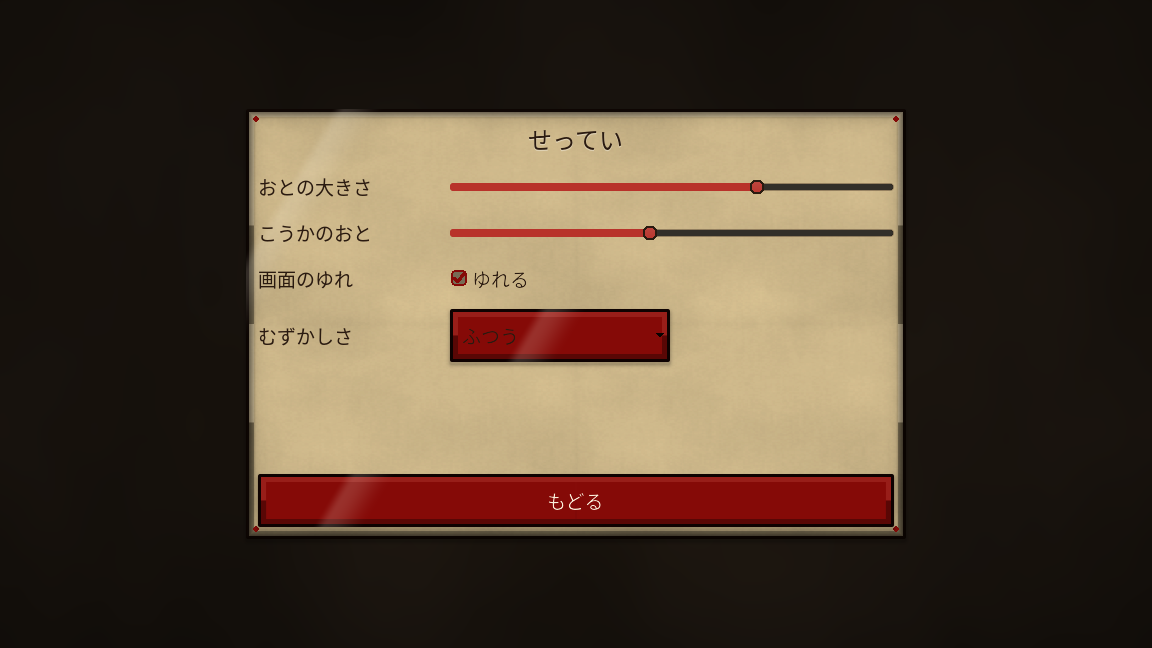 せってい
おとの大きさ
こうかのおと
画面のゆれ ゆれる
むずかしさ ふつう
もどる